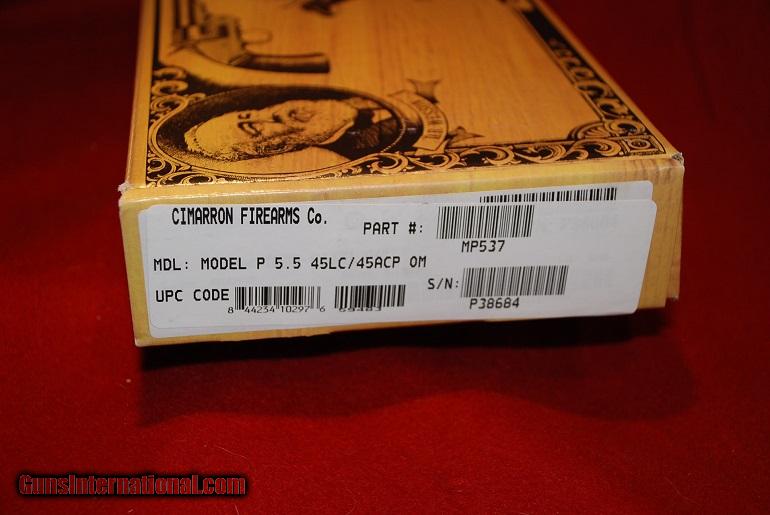 CIMARRON FIREARMS Co.
PART #:
MP537
MDL: MODEL P 5.5 45LC/45ACP OM
UPC CODE
8 44234 10297 6
S/N:
P38684
GunsInternational.com